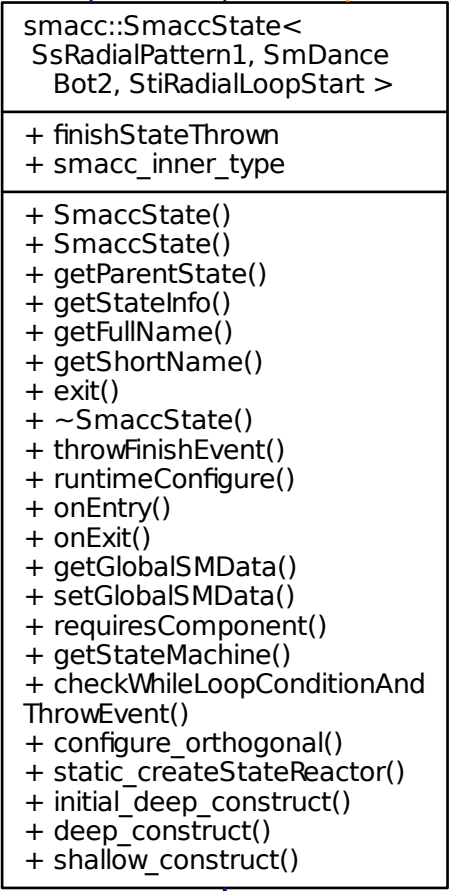 smacc::SmaccState<
SsRadialPattern1, SmDance
Bot2, StiRadialLoopStart >
+ finishStateThrown
+ smacc_inner_type
+ SmaccState()
+ SmaccState()
+ getParentState()
+ getStateInfo()
+ getFullName()
+ getShortName()
+ exit()
+ ~SmaccState()
+ throwFinishEvent()
+ runtimeConfigure()
+ onEntry()
+ onExit()
+ getGlobalSMData()
+ setGlobalSMData()
+ requiresComponent()
+ getStateMachine()
+ checkWhileLoopConditionAnd
ThrowEvent()
+ configure_orthogonal()
+ static_createStateReactor()
+ initial_deep_construct()
+ deep_construct()
+ shallow_construct()